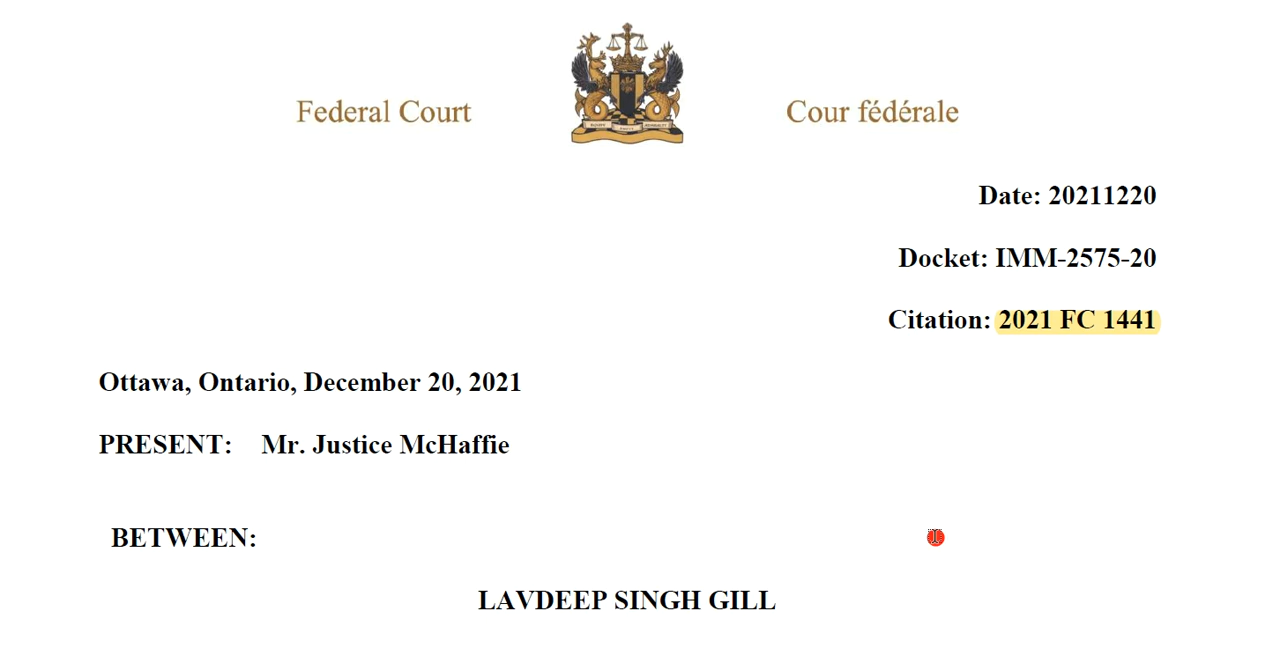 Federal Court
Cour fédérale
Date: 20211220
Docket: IMM-2575-20
Citation: 2021 FC 1441
Ottawa, Ontario, December 20, 2021
PRESENT: Mr. Justice McHaffie
BETWEEN:
LAVDEEP SINGH GILL